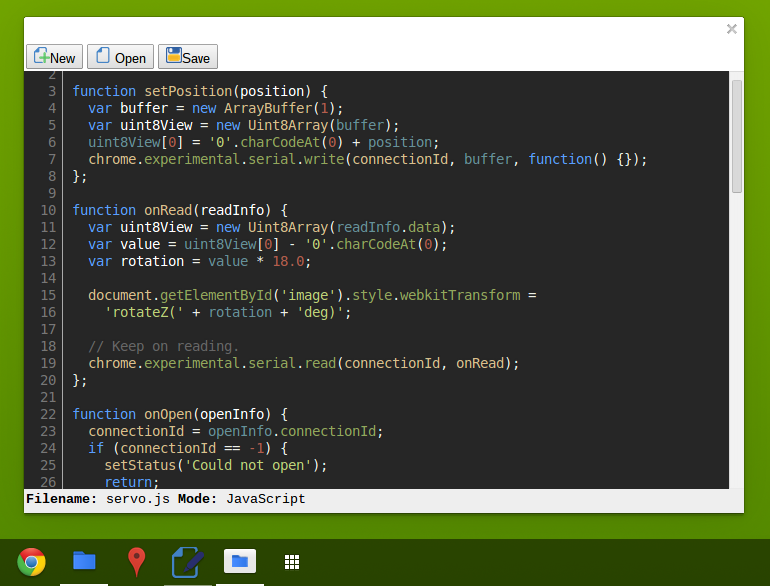 New Open Save
2
3 function setPosition(position) {
4   var buffer = new ArrayBuffer(1);
5   var uint8View = new Uint8Array(buffer);
6   uint8View[0] = '0'.charCodeAt(0) + position;
7   chrome.experimental.serial.write(connectionId, buffer, function() {});
8 };
9
10 function onRead(readInfo) {
11   var uint8View = new Uint8Array(readInfo.data);
12   var value = uint8View[0] - '0'.charCodeAt(0);
13   var rotation = value * 18.0;
14
15   document.getElementById('image').style.webkitTransform =
16     'rotateZ(' + rotation + 'deg)';
17
18   // Keep on reading.
19   chrome.experimental.serial.read(connectionId, onRead);
20 };
21
22 function onOpen(openInfo) {
23   connectionId = openInfo.connectionId;
24   if (connectionId == -1) {
25     setStatus('Could not open');
26     return;
Filename: servo.js Mode: JavaScript